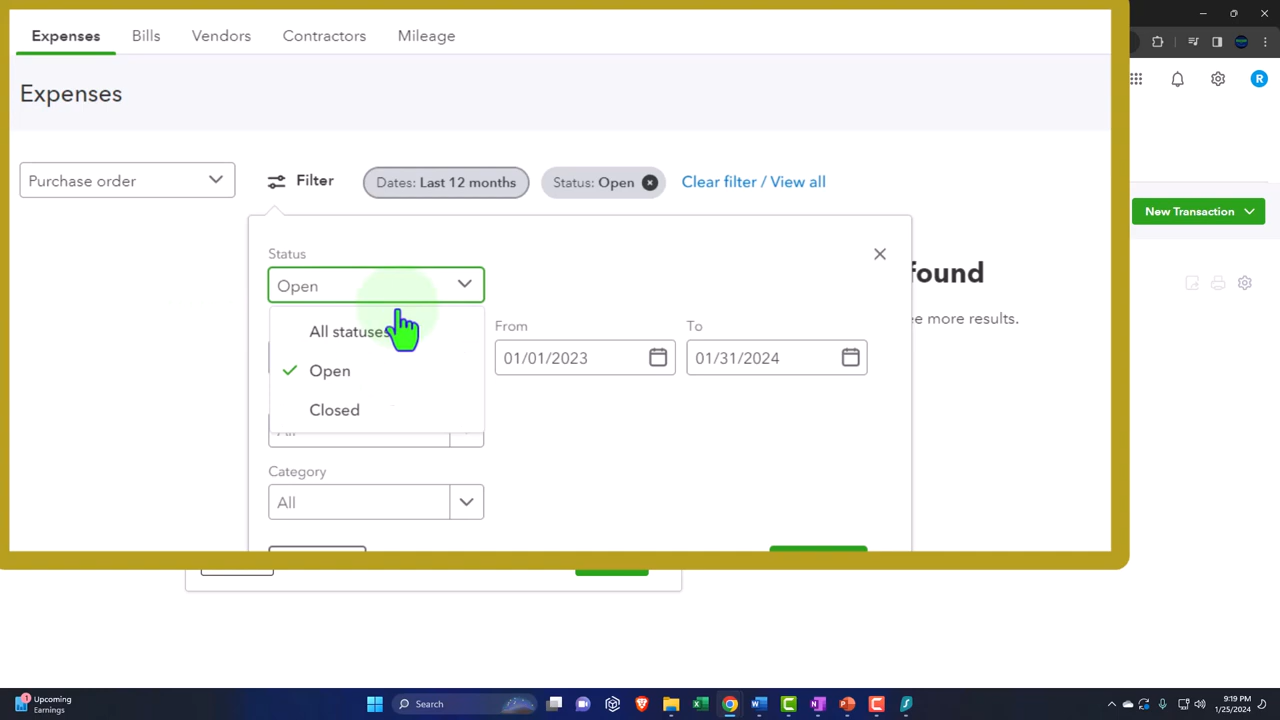 Expenses Bills Vendors Contractors Mileage
Expenses
Purchase order Filter Dates: Last 12 months Status: Open Clear filter / View all
New Transaction
Status
Open
found
All statuses
From To
e more results.
01/01/2023 01/31/2024
Open
Closed
All
Category
All
R
Upcoming
Earnings
1
Search
9:19 PM
1/25/2024